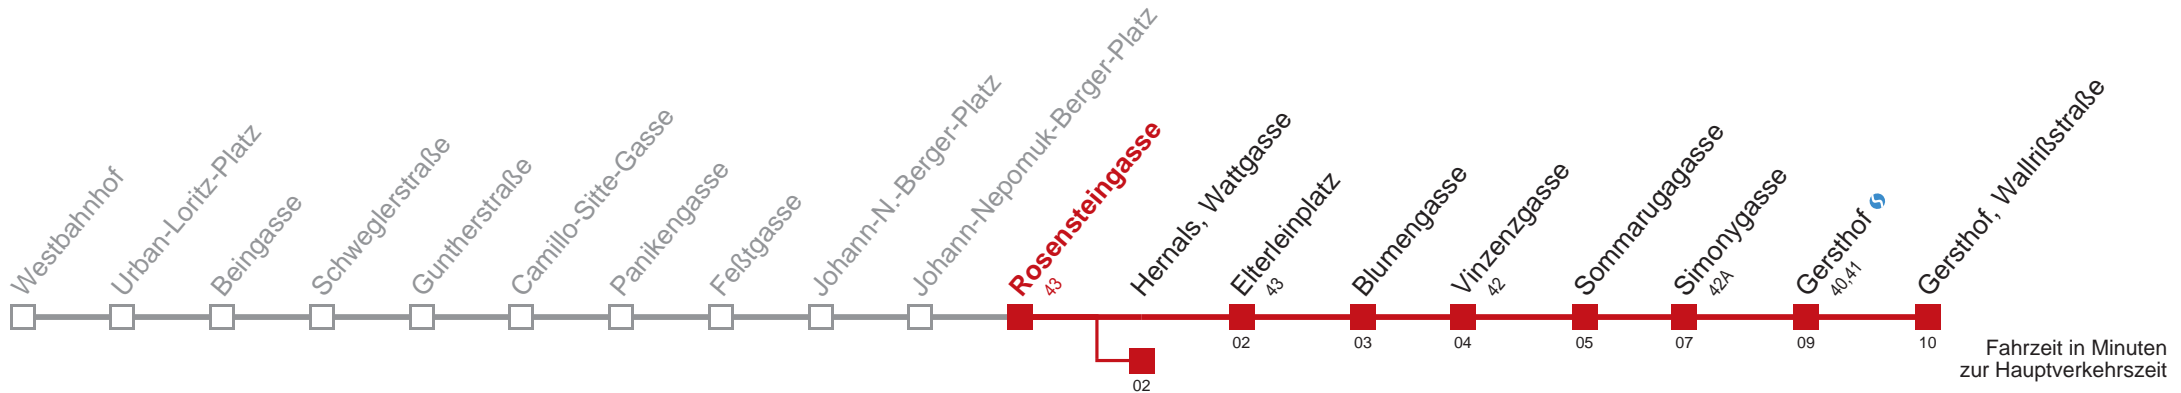 Westbahnhof
Urban-Loritz-Platz
Beingasse
Schweglerstraße
Guntherstraße
Camillo-Sitte-Gasse
Panikengasse
Feßtgasse
Johann-N.-Berger-Platz
Johann-Nepomuk-Berger-Platz
Rosensteingasse
43
Hernals, Wattgasse
02
Elterleinplatz
43
02
Blumengasse
03
Vinzenzgasse
42
04
Sommarugagasse
05
Simonygasse
42A
07
Gersthof
40,41
09
Gersthof, Wallrißstraße
10
Fahrzeit in Minuten
zur Hauptverkehrszeit